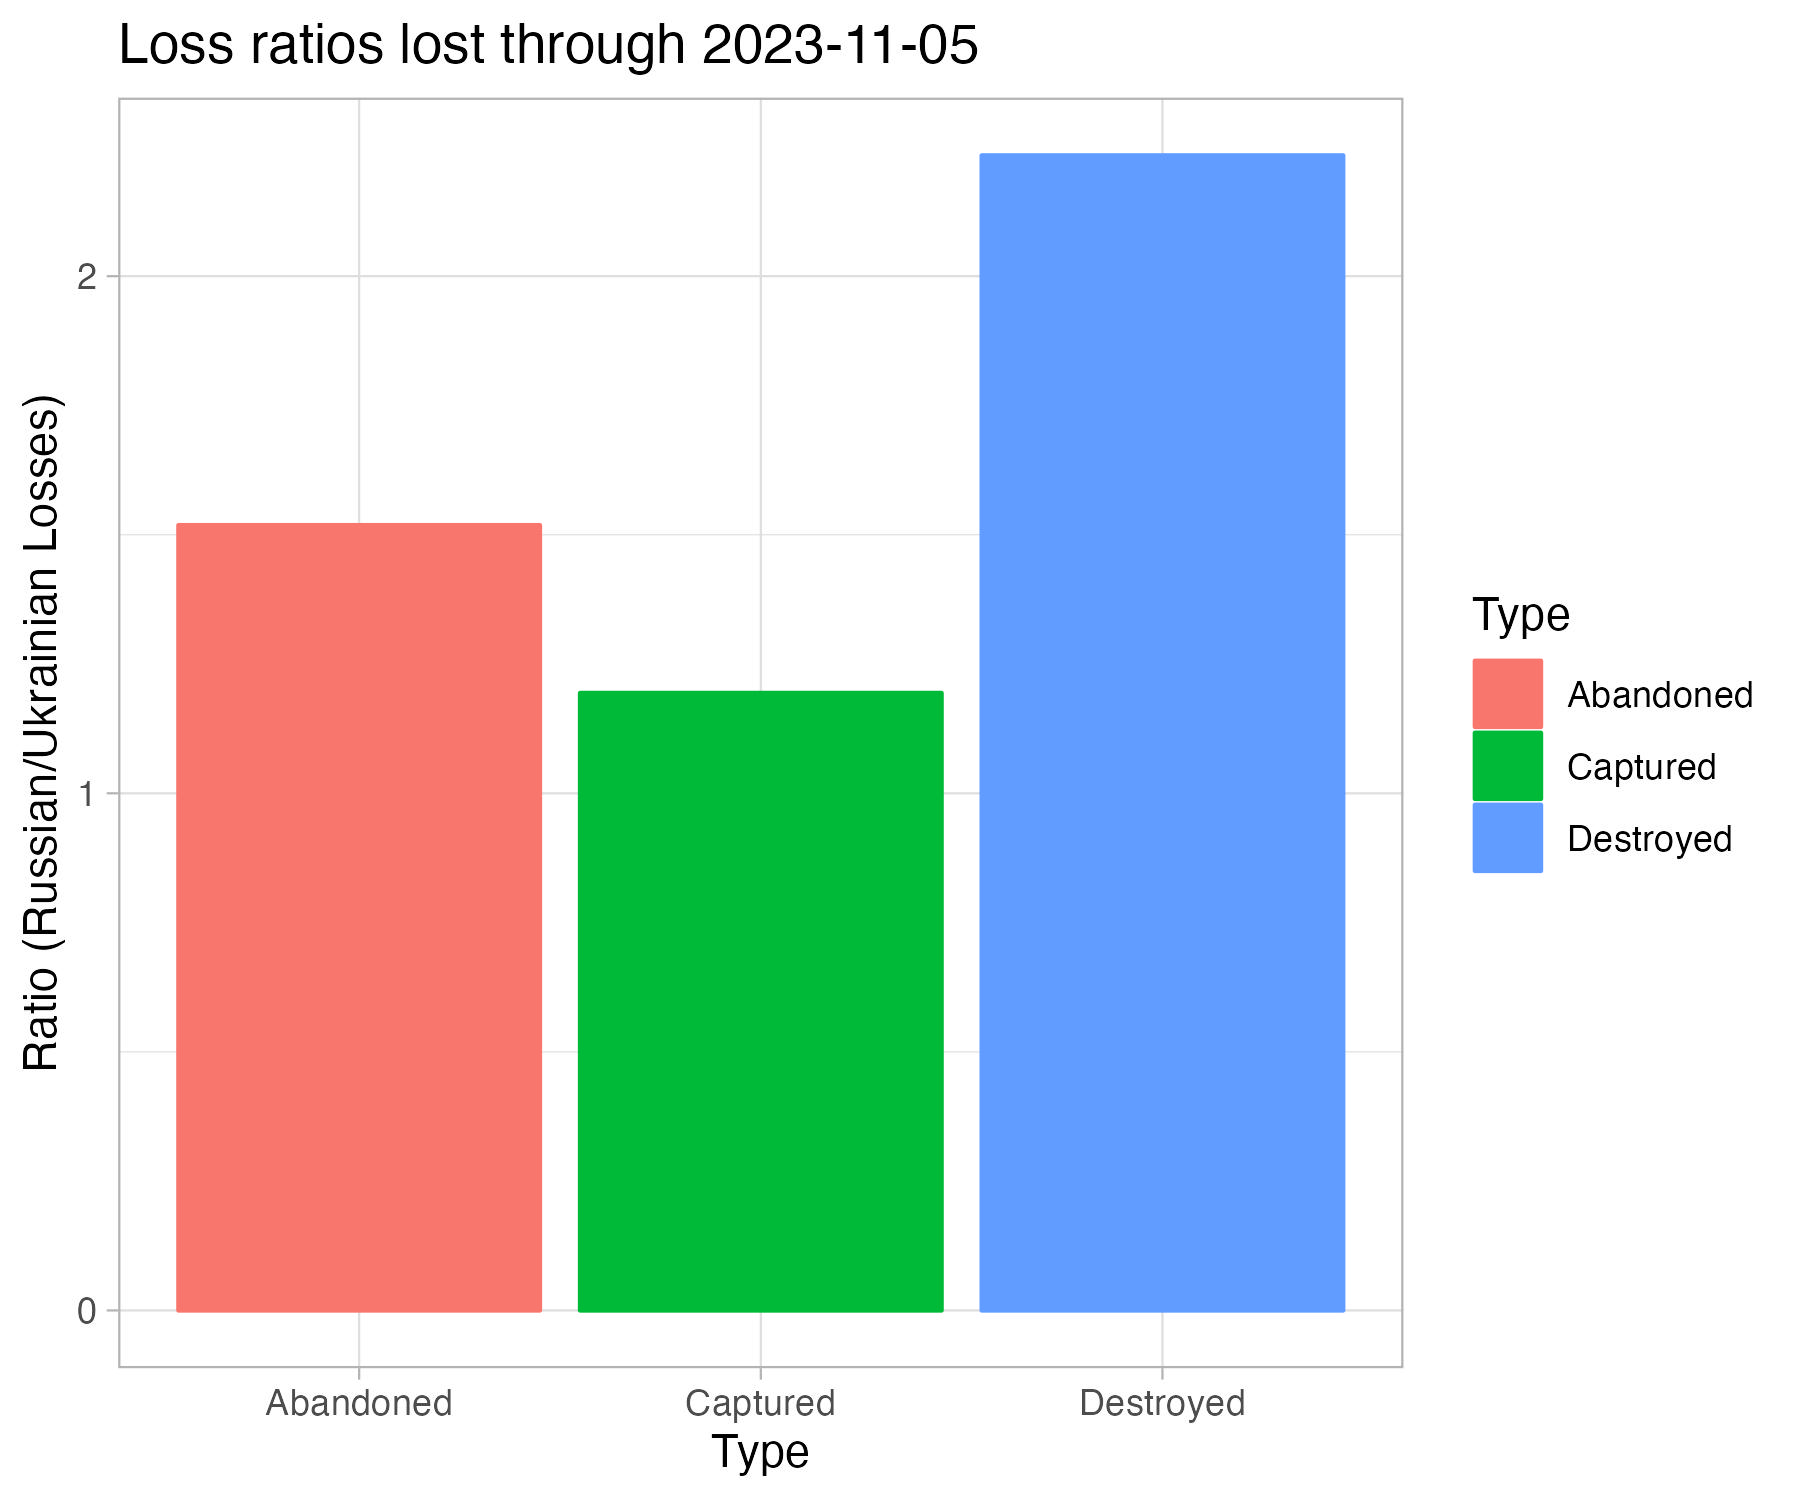 Loss ratios lost through 2023-11-05
Ratio (Russian/Ukrainian Losses)
2
1
0
Abandoned
Captured
Destroyed
Type
Type
Abandoned
Captured
Destroyed